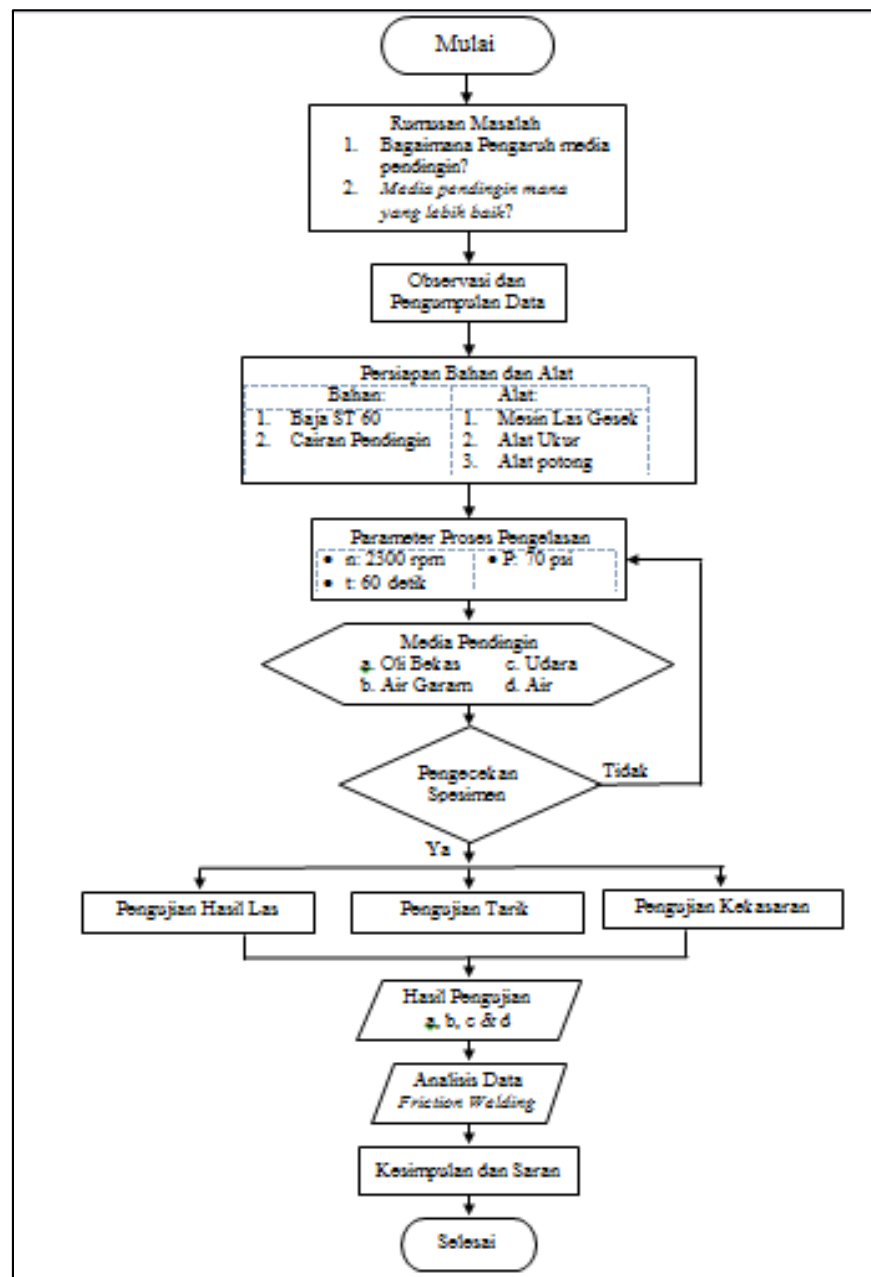 Mulai
Rumusan Masalah
1. Bagaimana Pengaruh media
pendingin?
2. Media pendingin mana
yang lebih baik?
Observasi dan
Pengumpulan Data
Persiapan Bahan dan Alat
Bahan:
1. Baja ST 60
2. Cairan Pendingin
Alat:
1. Mesin Las Gesek
2. Alat Ukur
3. Alat potong
Parameter Proses Pengelasan
• n: 2300 rpm
• t: 60 detik
• P: 70 psi
Media Pendingin
a. Oli Bekas
b. Air Garam
c. Udara
d. Air
Pengecekan
Spesimen
Tidak
Ya
Pengujian Hasil Las
Pengujian Tarik
Pengujian Kekasaran
Hasil Pengujian
a, b, c & d
Analisis Data
Friction Welding
Kesimpulan dan Saran
Selesai